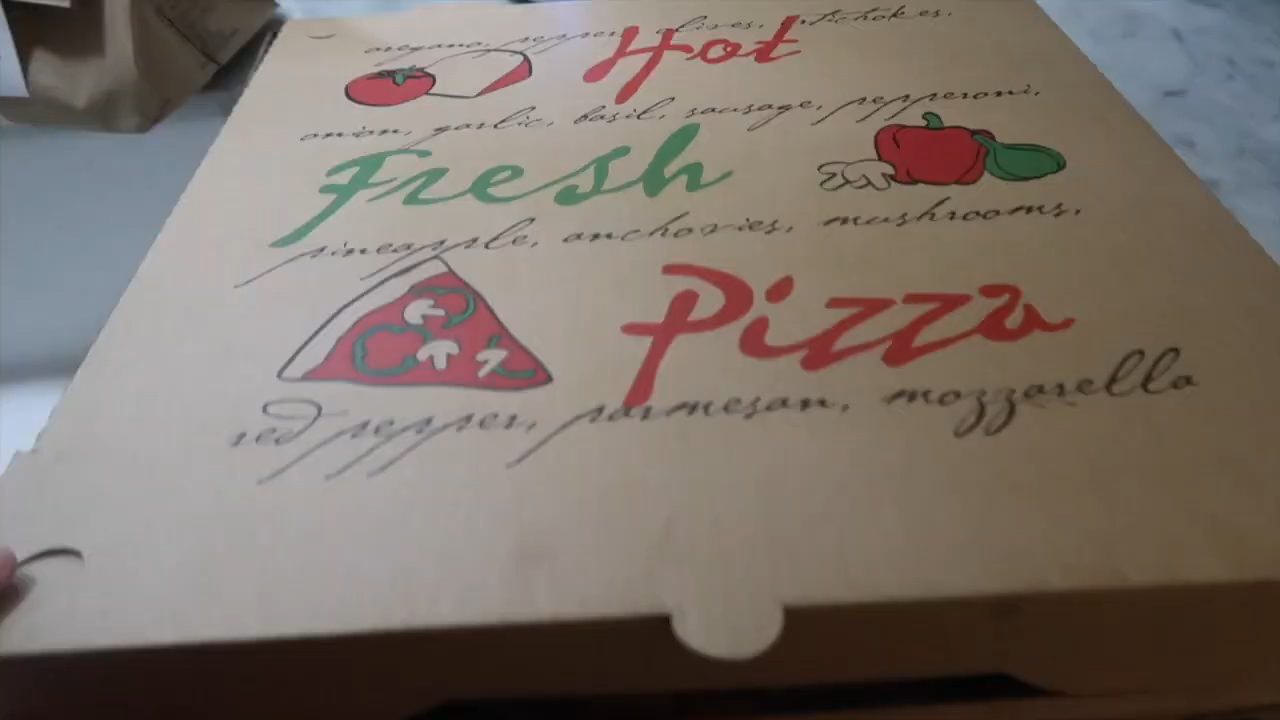 oregano, pepper, olives, artichokes,
Hot
onion, garlic, basil, sausage, pepperoni,
Fresh
pineapple, anchovies, mushrooms,
Pizza
red pepper, parmesan, mozzarella